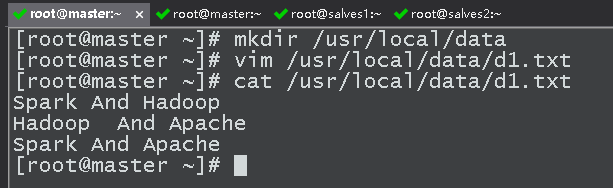 root@master:~ × root@master:~ root@salves1:~ root@salves2:~
[root@master ~]# mkdir /usr/local/data
[root@master ~]# vim /usr/local/data/d1.txt
[root@master ~]# cat /usr/local/data/d1.txt
Spark And Hadoop
Hadoop  And Apache
Spark And Apache
[root@master ~]#